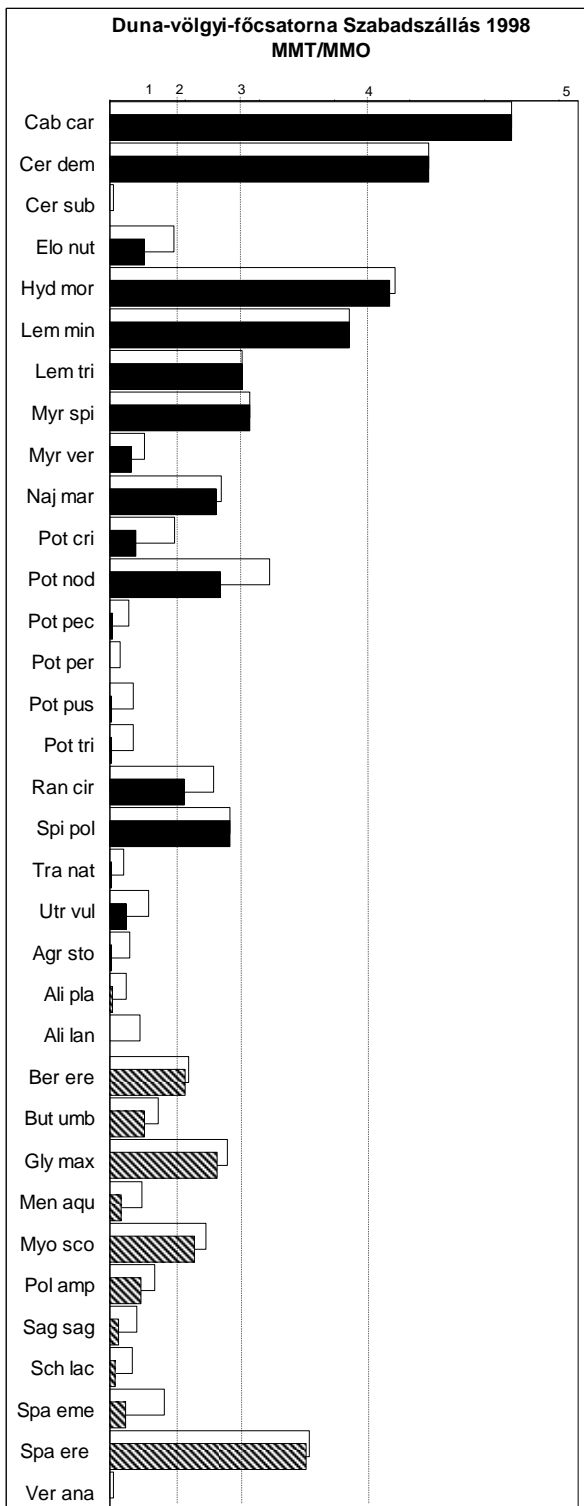 Duna-völgyi-főcsatorna Szabadszállás 1998
MMT/MMO
1 2 3 4 5
Cab car
Cer dem
Cer sub
Elo nut
Hyd mor
Lem min
Lem tri
Myr spi
Myr ver
Naj mar
Pot cri
Pot nod
Pot pec
Pot per
Pot pus
Pot tri
Ran cir
Spi pol
Tra nat
Utr vul
Agr sto
Ali pla
Ali lan
Ber ere
But umb
Gly max
Men aqu
Myo sco
Pol amp
Sag sag
Sch lac
Spa eme
Spa ere
Ver ana